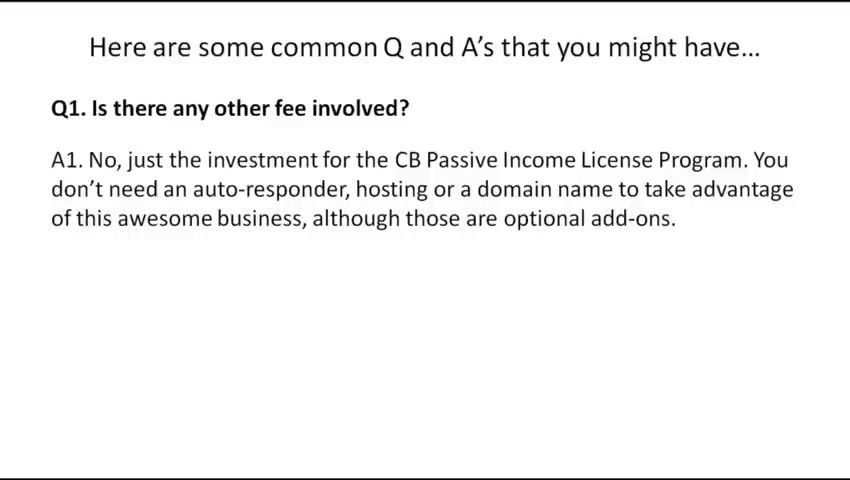 Here are some common Q and A’s that you might have...
Q1. Is there any other fee involved?
A1. No, just the investment for the CB Passive Income License Program. You
don’t need an auto-responder, hosting or a domain name to take advantage
of this awesome business, although those are optional add-ons.